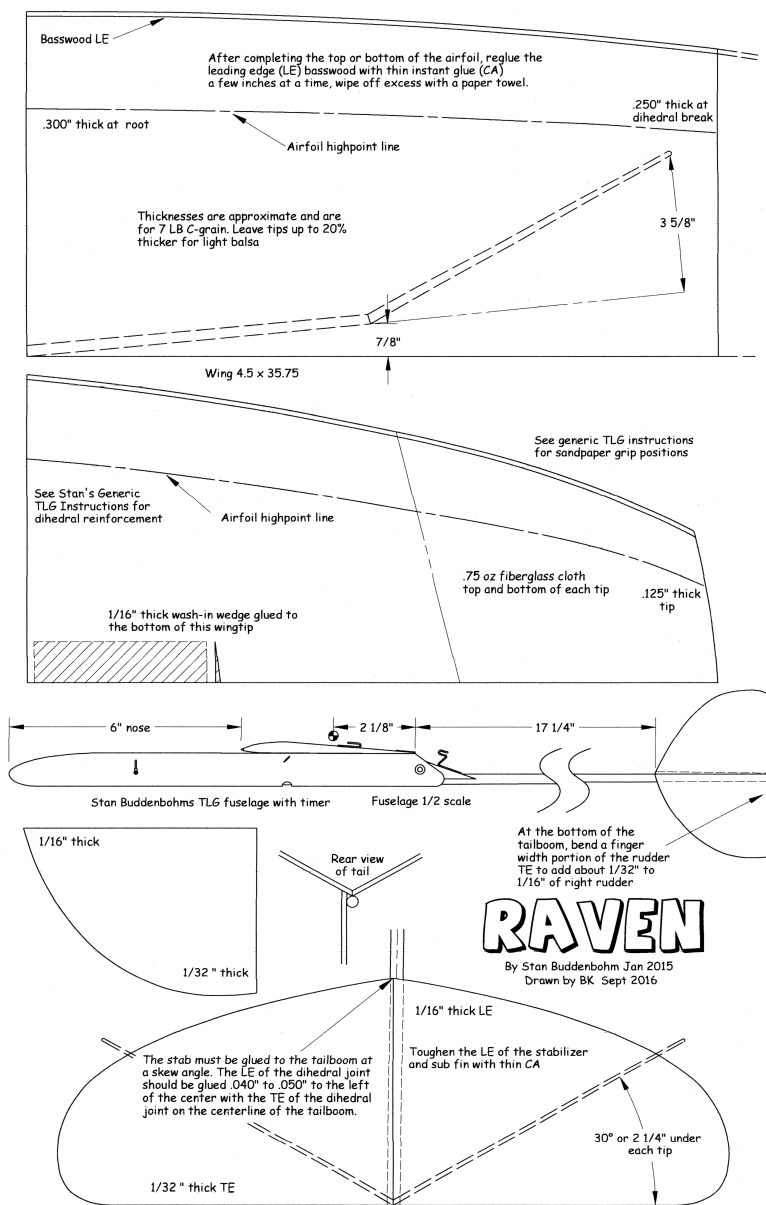 Basswood LE
After completing the top or bottom of the airfoil, reglue the
leading edge (LE) basswood with thin instant glue (CA)
a few inches at a time, wipe off excess with a paper towel.
.300" thick at root
.250" thick at
dihedral break
Airfoil highpoint line
Thicknesses are approximate and are
for 7 LB C-grain. Leave tips up to 20%
thicker for light balsa
3 5/8"
7/8"
Wing 4.5 x 35.75
See generic TLG instructions
for sandpaper grip positions
See Stan's Generic
TLG Instructions for
dihedral reinforcement
Airfoil highpoint line
.75 oz fiberglass cloth
top and bottom of each tip
.125" thick
tip
1/16" thick wash-in wedge glued to
the bottom of this wingtip
6" nose
2 1/8"
17 1/4"
Stan Buddenbohms TLG fuselage with timer
Fuselage 1/2 scale
At the bottom of the
tailboom, bend a finger
width portion of the rudder
TE to add about 1/32" to
1/16" of right rudder
1/16" thick
Rear view
of tail
1/32 " thick
RAVEN
By Stan Buddenbohm Jan 2015
Drawn by BK Sept 2016
1/16" thick LE
The stab must be glued to the tailboom at
a skew angle. The LE of the dihedral joint
should be glued .040" to .050" to the left
of the center with the TE of the dihedral
joint on the centerline of the tailboom.
Toughen the LE of the stabilizer
and sub fin with thin CA
30° or 2 1/4" under
each tip
1/32 " thick TE